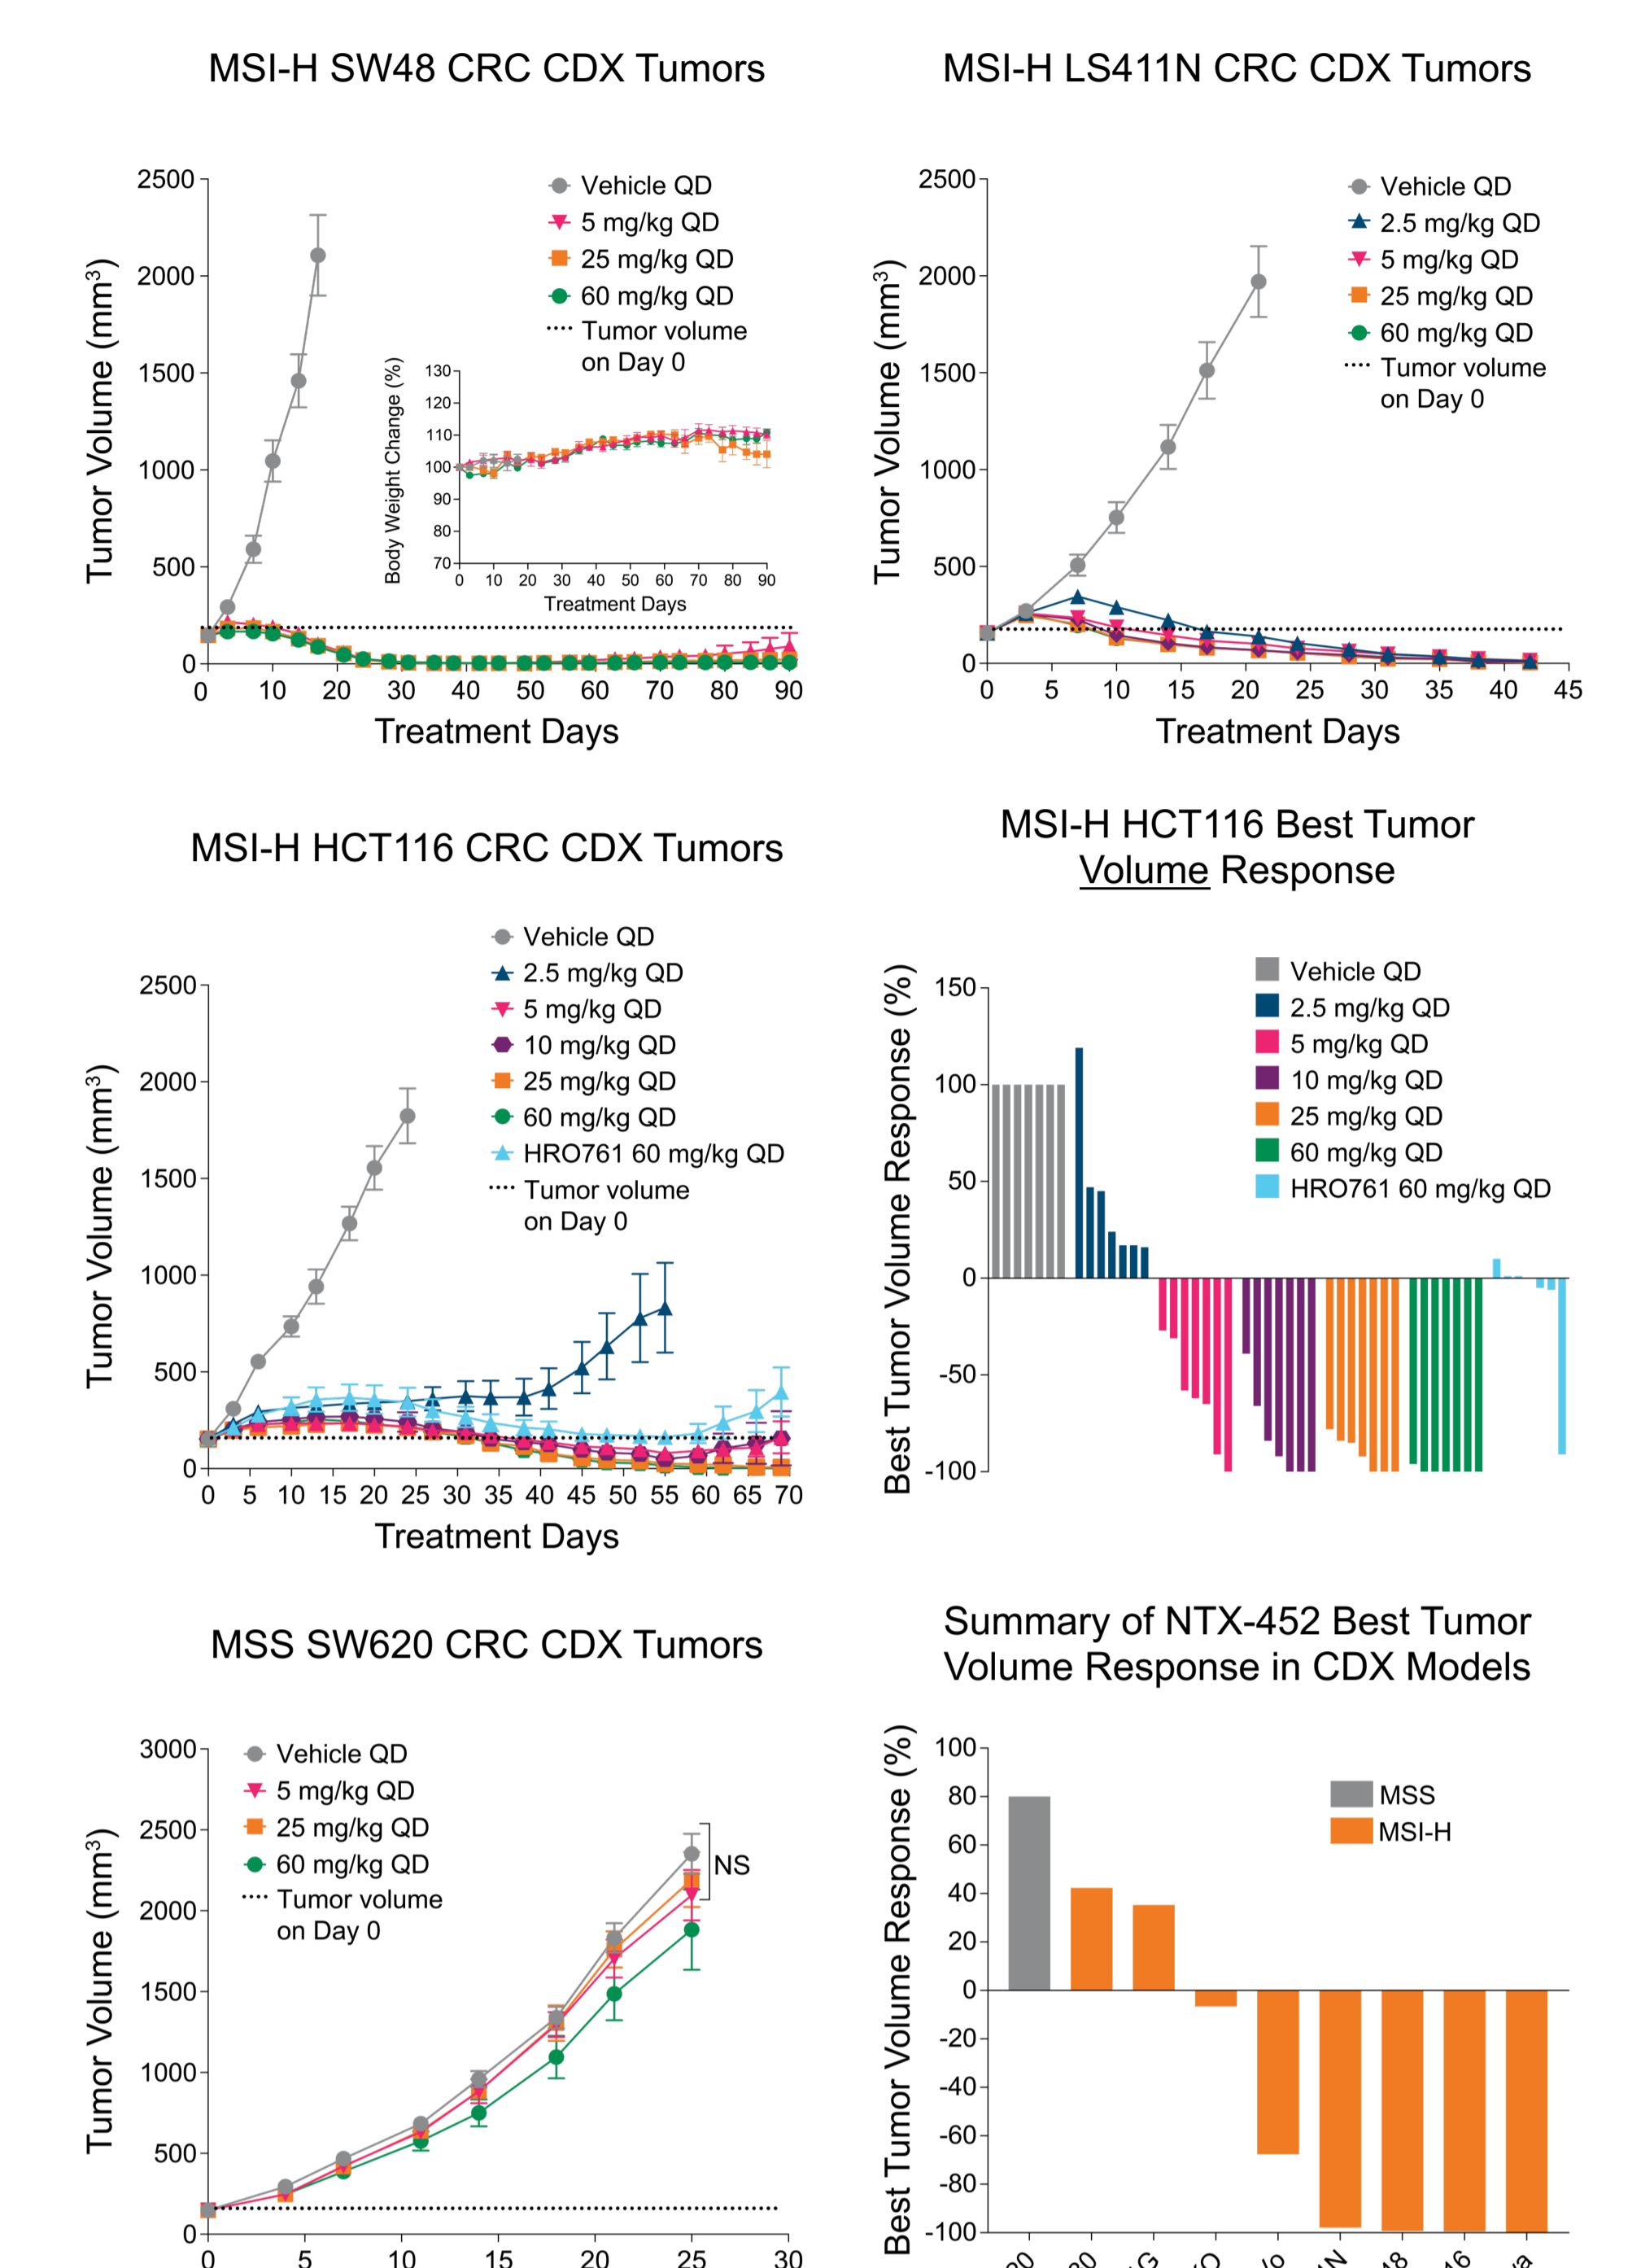 MSI-H SW48 CRC CDX Tumors
Tumor Volume (mm³)
2500
2000
1500
1000
500
0
Vehicle QD
5 mg/kg QD
25 mg/kg QD
60 mg/kg QD
Tumor volume
on Day 0
Body Weight Change (%)
130
120
110
100
90
80
70
0 10 20 30 40 50 60 70 80 90
Treatment Days
0 10 20 30 40 50 60 70 80 90
Treatment Days
MSI-H LS411N CRC CDX Tumors
Tumor Volume (mm³)
2500
2000
1500
1000
500
0
Vehicle QD
2.5 mg/kg QD
5 mg/kg QD
25 mg/kg QD
60 mg/kg QD
Tumor volume
on Day 0
0 5 10 15 20 25 30 35 40 45
Treatment Days
MSI-H HCT116 CRC CDX Tumors
Tumor Volume (mm³)
2500
2000
1500
1000
500
0
Vehicle QD
2.5 mg/kg QD
5 mg/kg QD
10 mg/kg QD
25 mg/kg QD
60 mg/kg QD
HRO761 60 mg/kg QD
Tumor volume
on Day 0
0 5 10 15 20 25 30 35 40 45 50 55 60 65 70
Treatment Days
MSI-H HCT116 Best Tumor
Volume Response
Best Tumor Volume Response (%)
150
100
50
0
-50
-100
Vehicle QD
2.5 mg/kg QD
5 mg/kg QD
10 mg/kg QD
25 mg/kg QD
60 mg/kg QD
HRO761 60 mg/kg QD
MSS SW620 CRC CDX Tumors
Tumor Volume (mm³)
3000
2500
2000
1500
1000
500
0
Vehicle QD
5 mg/kg QD
25 mg/kg QD
60 mg/kg QD
Tumor volume
on Day 0
NS
0 5 10 15 20 25 30
Summary of NTX-452 Best Tumor
Volume Response in CDX Models
Best Tumor Volume Response (%)
100
80
60
40
20
0
-20
-40
-60
-80
-100
MSS
MSI-H